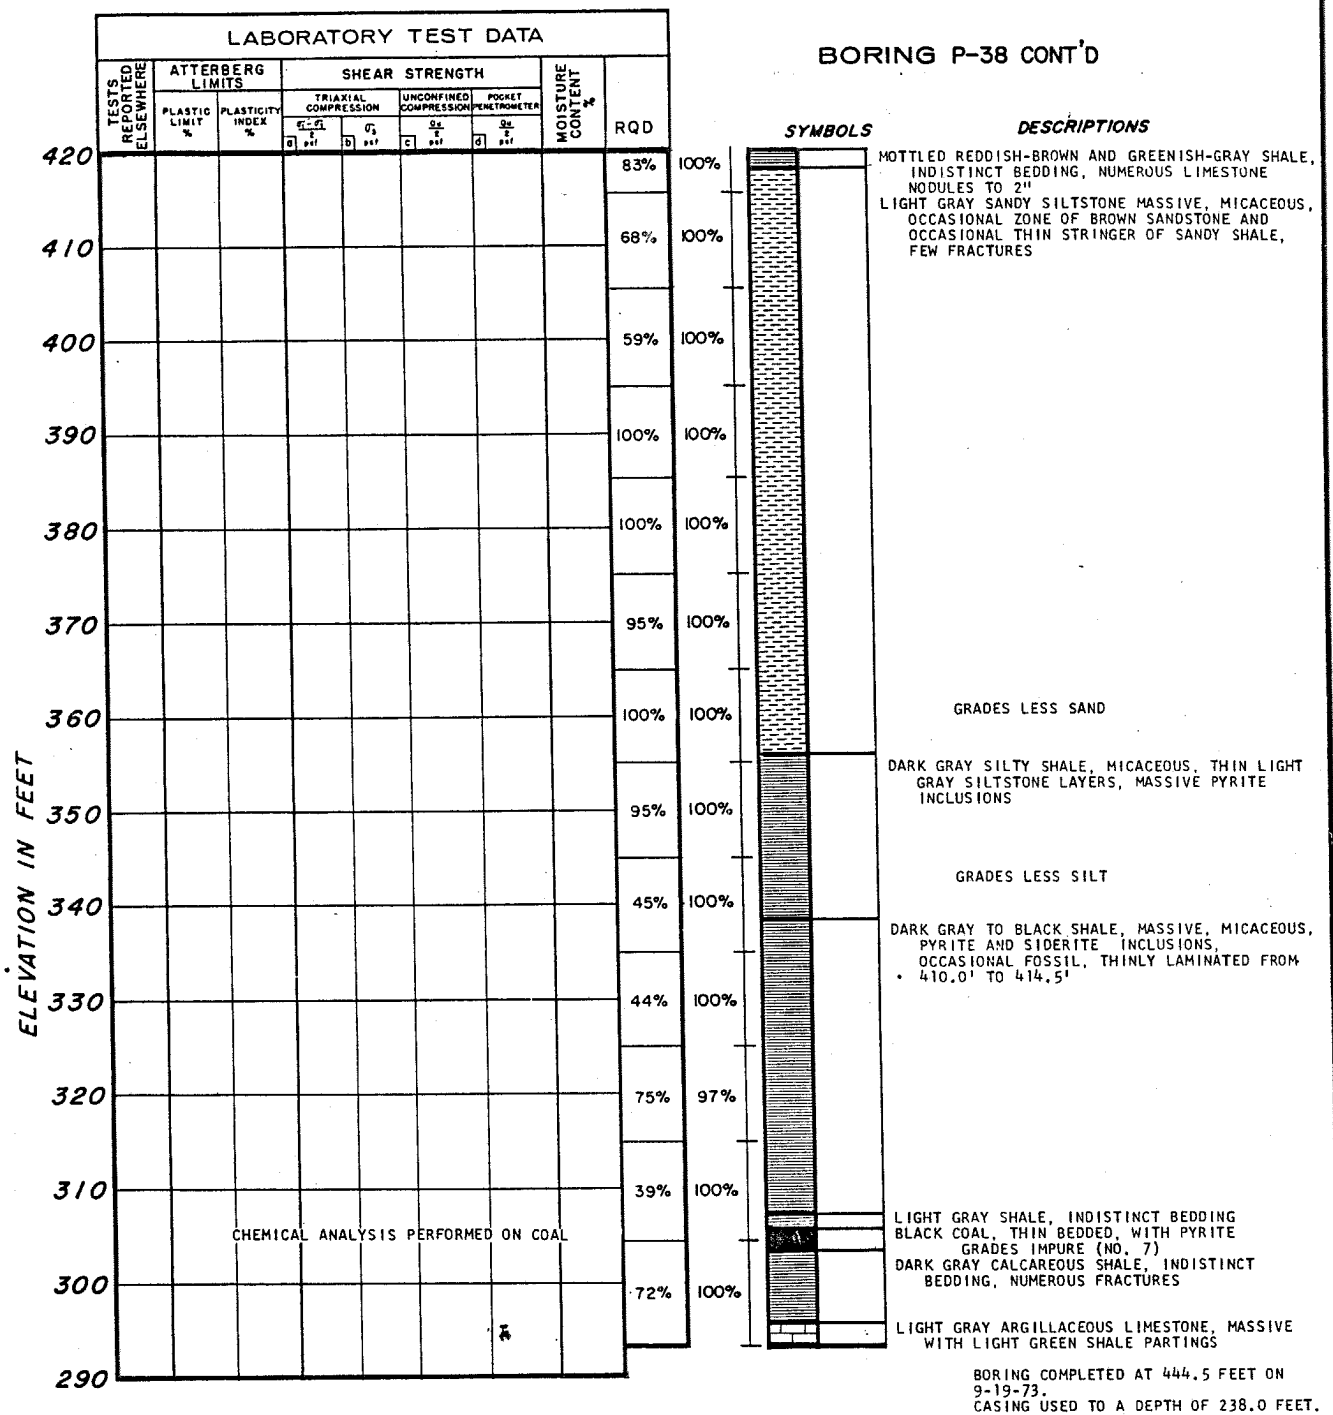 LABORATORY TEST DATA
BORING P-38 CONT'D
TESTS REPORTED ELSEWHERE
ATTERBERG LIMITS
SHEAR STRENGTH
MOISTURE CONTENT %
RQD
PLASTIC LIMIT %
PLASTICITY INDEX %
TRIAXIAL COMPRESSION
UNCONFINED COMPRESSION
POCKET PENETROMETER
a
b
c
d
SYMBOLS
DESCRIPTIONS
ELEVATION IN FEET
420
83% 100%
MOTTLED REDDISH-BROWN AND GREENISH-GRAY SHALE,
INDISTINCT BEDDING, NUMEROUS LIMESTONE
NODULES TO 2"
LIGHT GRAY SANDY SILTSTONE MASSIVE, MICACEOUS,
OCCASIONAL ZONE OF BROWN SANDSTONE AND
OCCASIONAL THIN STRINGER OF SANDY SHALE,
FEW FRACTURES
410
68% 100%
400
59% 100%
390
100% 100%
380
100% 100%
370
95% 100%
360
100% 100%
GRADES LESS SAND
DARK GRAY SILTY SHALE, MICACEOUS, THIN LIGHT
GRAY SILTSTONE LAYERS, MASSIVE PYRITE
INCLUSIONS
350
95% 100%
GRADES LESS SILT
340
45% 100%
DARK GRAY TO BLACK SHALE, MASSIVE, MICACEOUS,
PYRITE AND SIDERITE INCLUSIONS,
OCCASIONAL FOSSIL, THINLY LAMINATED FROM
410.0' TO 414.5'
330
44% 100%
320
75% 97%
310
39% 100%
LIGHT GRAY SHALE, INDISTINCT BEDDING
CHEMICAL ANALYSIS PERFORMED ON COAL
BLACK COAL, THIN BEDDED, WITH PYRITE
GRADES IMPURE (NO. 7)
DARK GRAY CALCAREOUS SHALE, INDISTINCT
BEDDING, NUMEROUS FRACTURES
300
72% 100%
LIGHT GRAY ARGILLACEOUS LIMESTONE, MASSIVE
WITH LIGHT GREEN SHALE PARTINGS
290
BORING COMPLETED AT 444.5 FEET ON
9-19-73.
CASING USED TO A DEPTH OF 238.0 FEET.